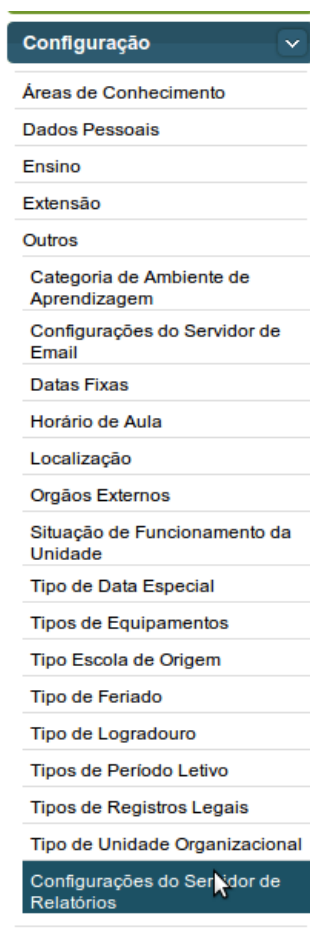 Configuração
Áreas de Conhecimento
Dados Pessoais
Ensino
Extensão
Outros
Categoria de Ambiente de
Aprendizagem
Configurações do Servidor de
Email
Datas Fixas
Horário de Aula
Localização
Orgãos Externos
Situação de Funcionamento da
Unidade
Tipo de Data Especial
Tipos de Equipamentos
Tipo Escola de Origem
Tipo de Feriado
Tipo de Logradouro
Tipos de Período Letivo
Tipos de Registros Legais
Tipo de Unidade Organizacional
Configurações do Servidor de
Relatórios